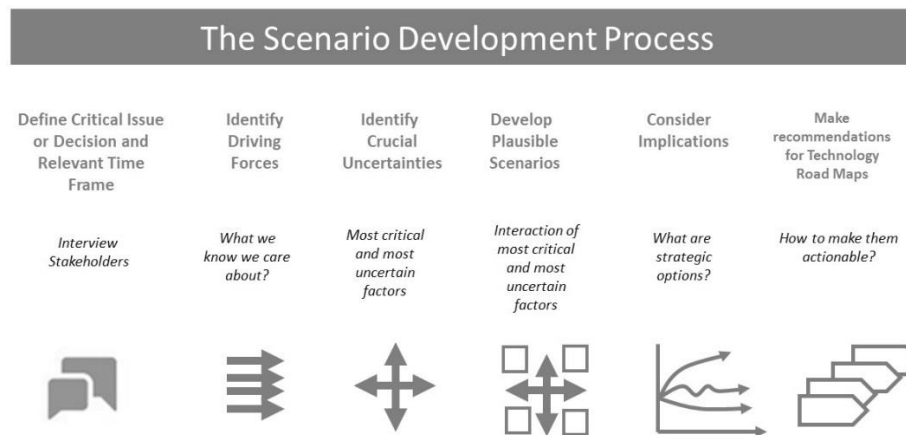 The Scenario Development Process
Define Critical Issue
or Decision and
Relevant Time
Frame
Identify
Driving
Forces
Identify
Crucial
Uncertainties
Develop
Plausible
Scenarios
Consider
Implications
Make
recommendations
for Technology
Road Maps
Interview
Stakeholders
What we
know we care
about?
Most critical
and most
uncertain
factors
Interaction of
most critical
and most
uncertain
factors
What are
strategic
options?
How to make them
actionable?